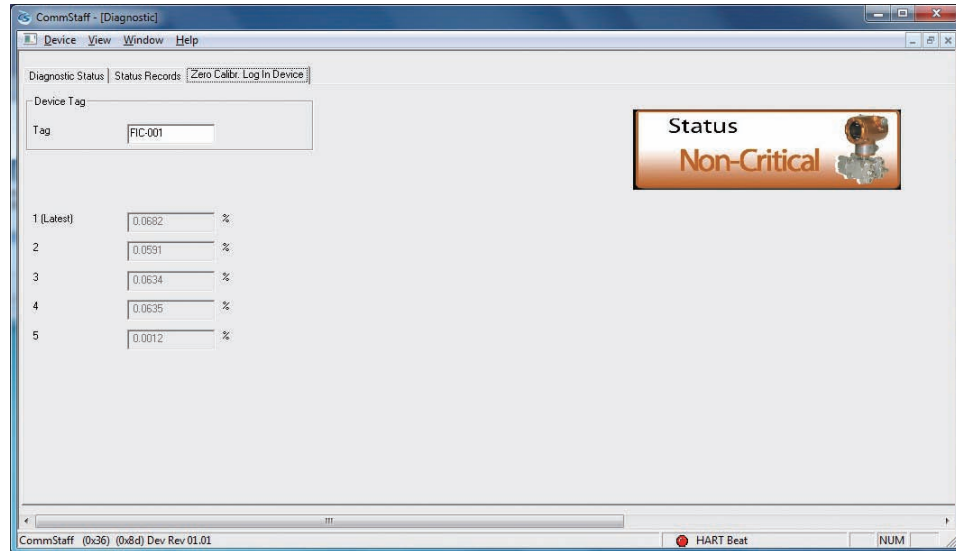 CommStaff - [Diagnostic]
Device View Window Help
Diagnostic Status Status Records Zero Calibr. Log In Device
Device Tag
Tag FIC-001
Status
Non-Critical
1 (Latest) 0.0682 %
2 0.0591 %
3 0.0634 %
4 0.0635 %
5 0.0012 %
CommStaff (0x36) (0x8d) Dev Rev 01.01 HART Beat NUM